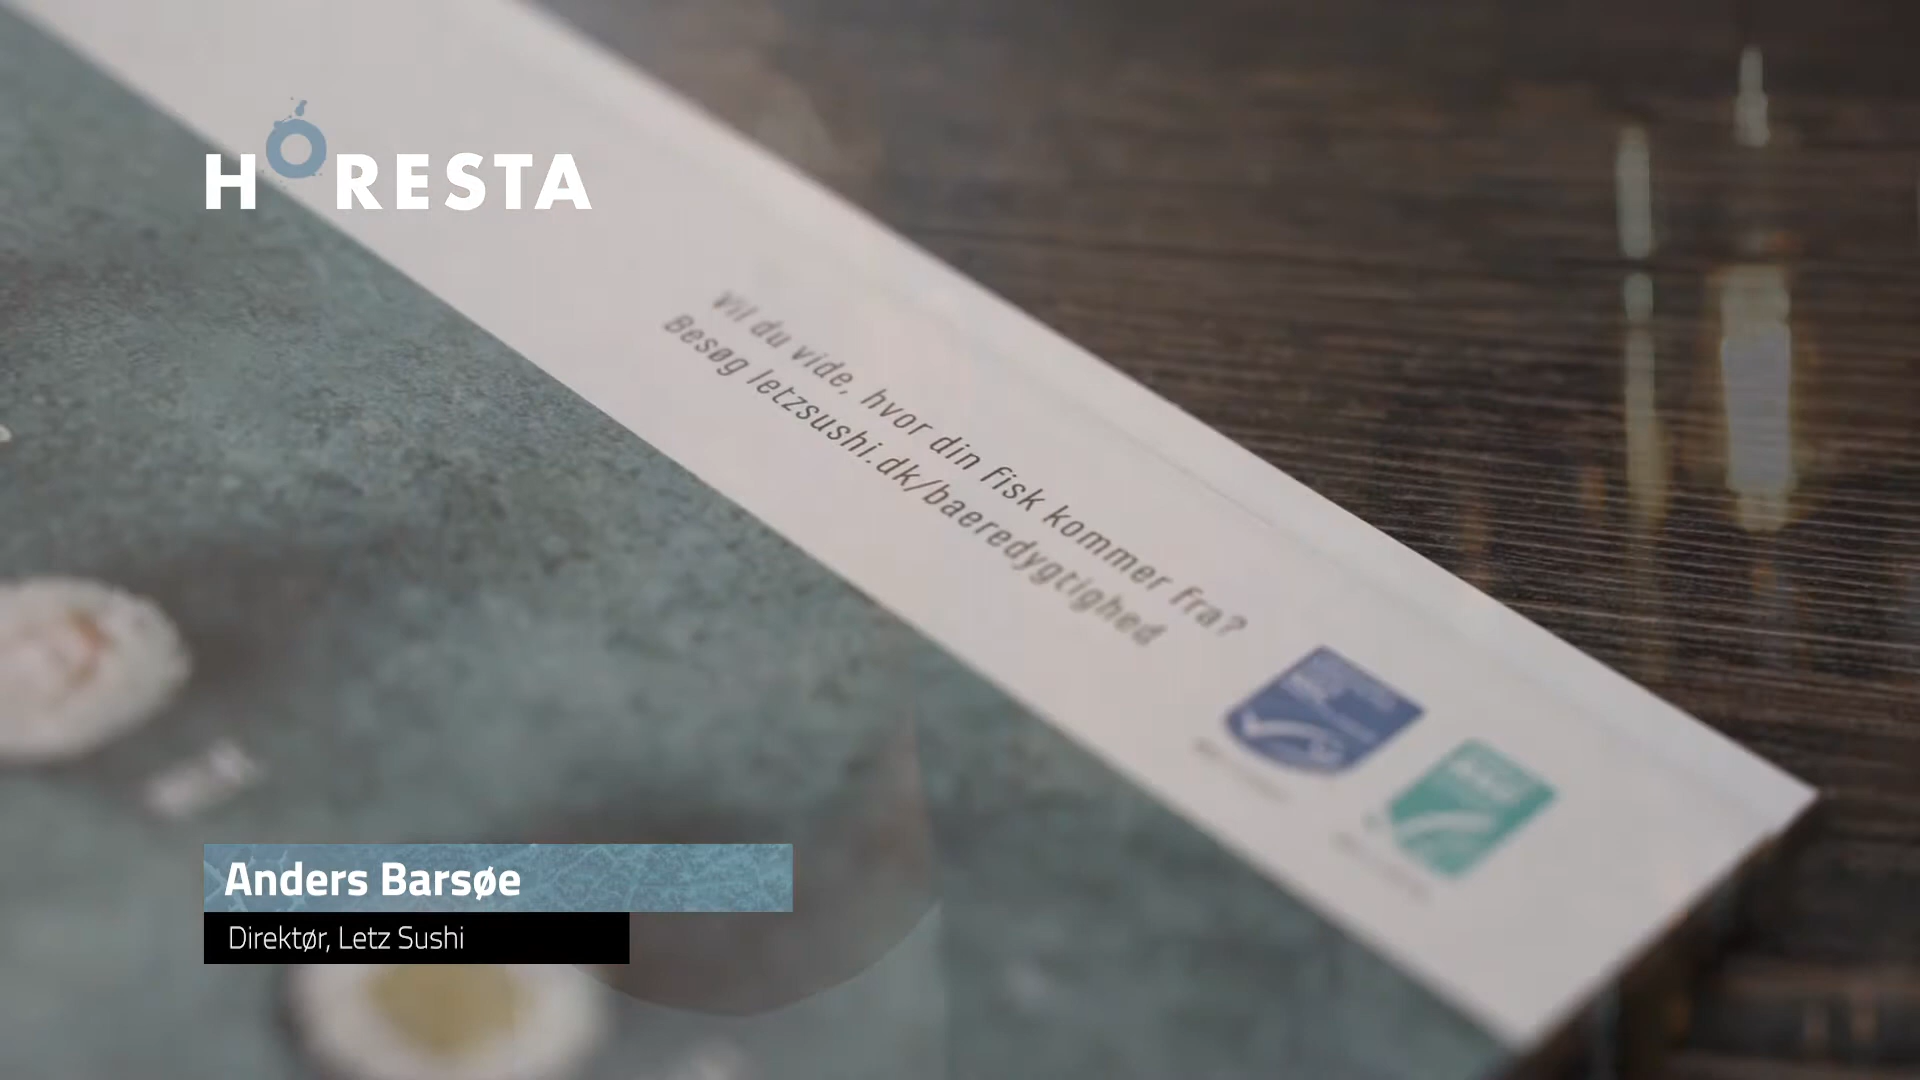 HORESTA
Vil du vide, hvor din fisk kommer fra?
Besøg letzsushi.dk/baeredygtighed
Anders Barsøe
Direktør, Letz Sushi